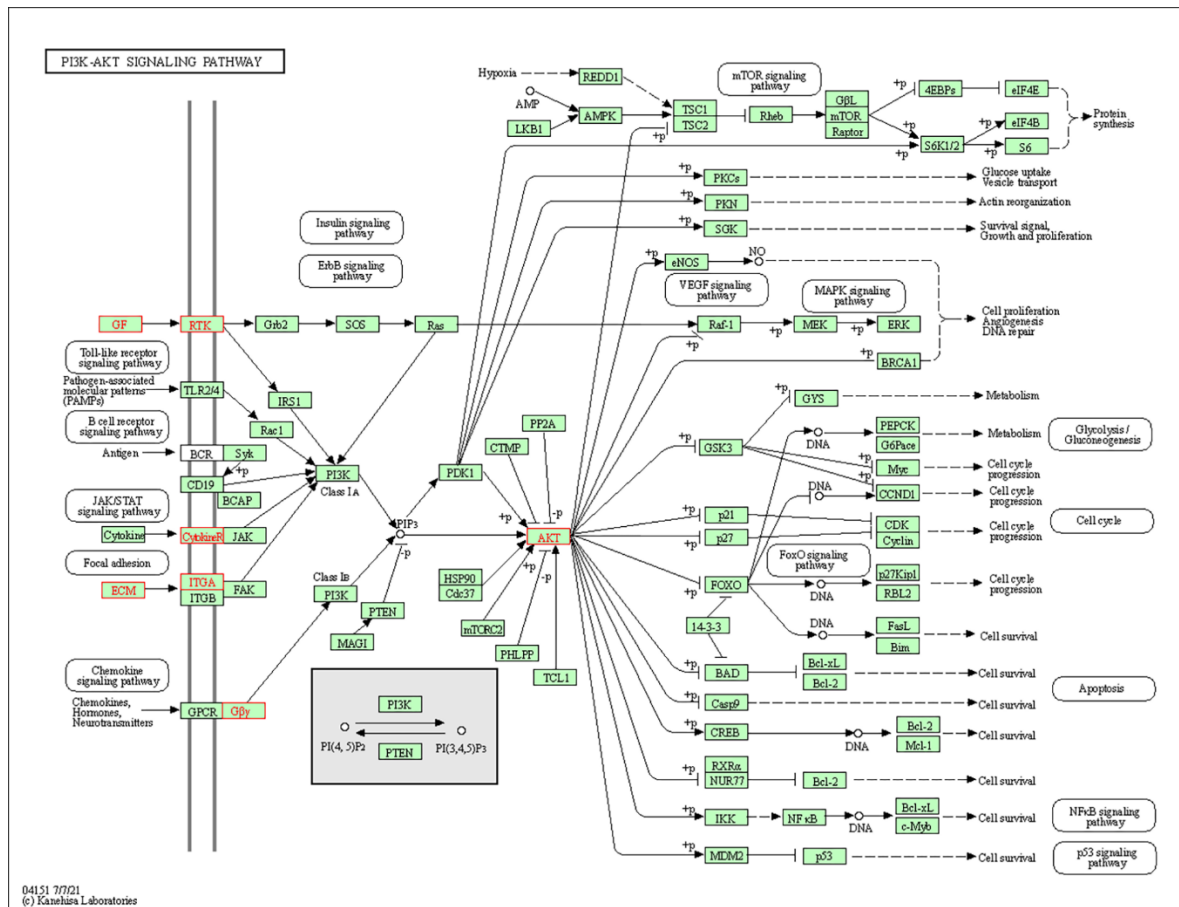 PI3K-AKT SIGNALING PATHWAY
Hypoxia
REDD1
mTOR signaling
pathway
AMP
LKB1
AMPK
TSC1
TSC2
+p
Rheb
GβL
mTOR
Raptor
+p
4EBPs
eIF4E
+p
+p
S6K1/2
+p
eIF4B
+p
S6
Protein
synthesis
+p
PKCs
Glucose uptake
Vesicle transport
+p
PKN
Actin reorganization
+p
SGK
Survival signal,
Growth and proliferation
Insulin signaling
pathway
ErbB signaling
pathway
+p
eNOS
NO
VEGF signaling
pathway
MAPK signaling
pathway
GF
RTK
Grb2
SOS
Ras
Raf-1
+p
+p
MEK
+p
ERK
+p
BRCA1
Cell proliferation
Angiogenesis
DNA repair
Toll-like receptor
signaling pathway
Pathogen-associated
molecular patterns
(PAMPs)
TLR2/4
IRS1
Rac1
B cell receptor
signaling pathway
Antigen
BCR
Syk
+p
CD19
BCAP
PI3K
Class IA
JAK/STAT
signaling pathway
Cytokine
CytokineR
JAK
Focal adhesion
ECM
ITGA
ITGB
FAK
Chemokine
signaling pathway
Chemokines,
Hormones,
Neurotransmitters
GPCR
Gβγ
PIP3
-p
Class IB
PI3K
PTEN
MAGI
PDK1
CTMP
PP2A
+p
-p
AKT
HSP90
Cdc37
+p
-p
mTORC2
PHLPP
TCL1
PI3K
PI(4, 5)P2
PI(3,4,5)P3
PTEN
GYS
Metabolism
+p
GSK3
DNA
PEPCK
G6Pace
Metabolism
Glycolysis /
Gluconeogenesis
+p
Myc
Cell cycle
progression
DNA
+p
CCND1
Cell cycle
progression
+p
p21
+p
p27
CDK
Cyclin
Cell cycle
progression
Cell cycle
FoxO signaling
pathway
+p
FOXO
DNA
p27Kip1
RBL2
Cell cycle
progression
14-3-3
DNA
FasL
Bim
Cell survival
+p
BAD
Bcl-xL
Bcl-2
Cell survival
Apoptosis
+p
Casp9
Cell survival
+p
CREB
DNA
Bcl-2
Mcl-1
Cell survival
+p
RXRα
NUR77
Bcl-2
Cell survival
+p
IKK
NFκB
DNA
Bcl-xL
c-Myb
Cell survival
NFκB signaling
pathway
+p
MDM2
p53
Cell survival
p53 signaling
pathway
04151 7/7/21
(c) Kanehisa Laboratories